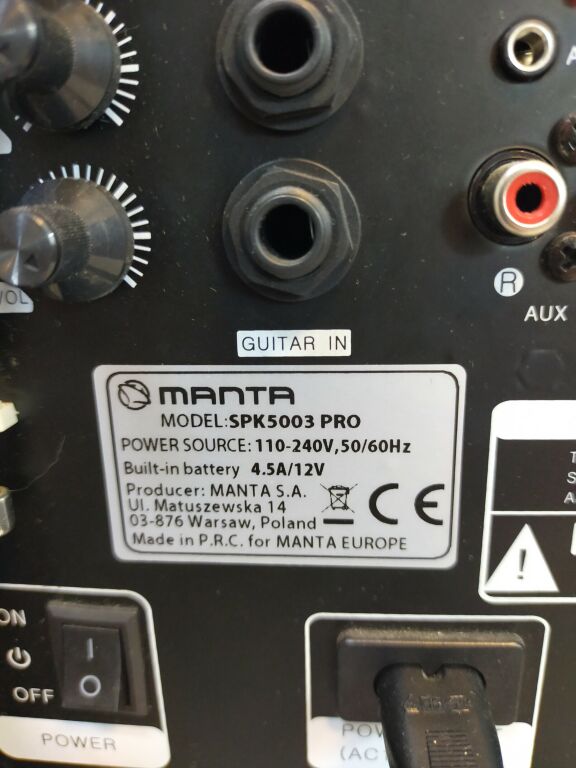 VOL
R
AUX
GUITAR IN
MANTA
MODEL:SPK5003 PRO
POWER SOURCE: 110-240V,50/60Hz
Built-in battery 4.5A/12V
Producer: MANTA S.A.
Ul. Matuszewska 14
03-876 Warsaw, Poland
Made in P.R.C. for MANTA EUROPE
CE
!
ON
OFF
POWER